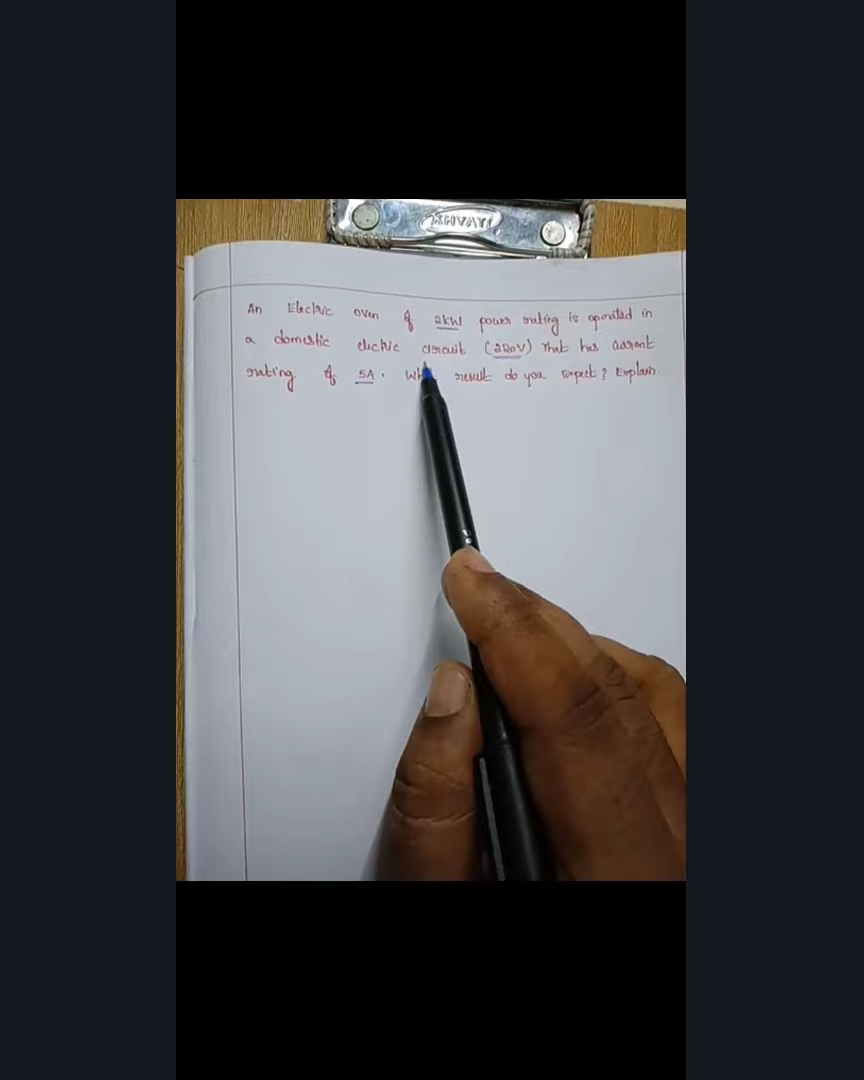 KHYATI
An Electric oven of 2kW power rating is operated in
a domestic electric circuit (220V) that has current
rating of 5A. result do you expect? Explain